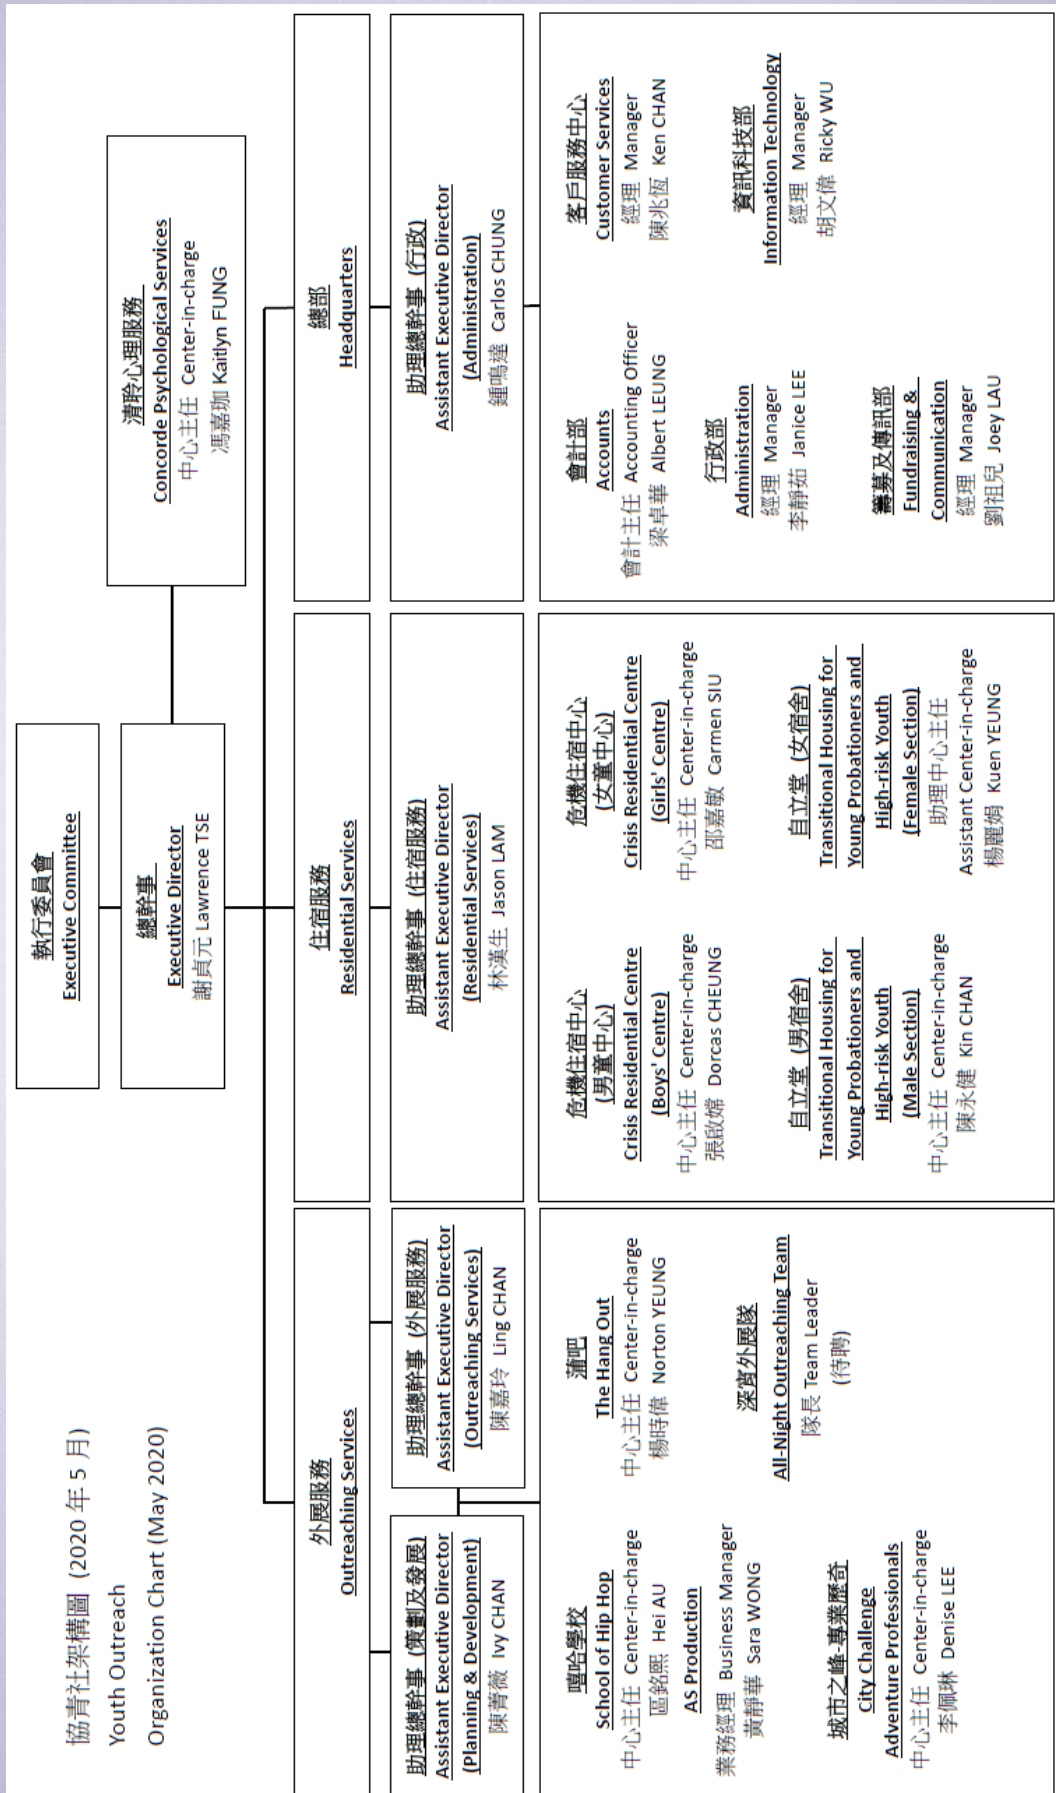 協青社架構圖 (2020 年 5 月)
Youth Outreach
Organization Chart (May 2020)
執行委員會
Executive Committee
總幹事
Executive Director
謝貞元 Lawrence TSE
清聆心理服務
Concorde Psychological Services
中心主任 Center-in-charge
馮嘉珈 Kaitlyn FUNG
外展服務
Outreaching Services
住宿服務
Residential Services
總部
Headquarters
助理總幹事 (策劃及發展)
Assistant Executive Director
(Planning & Development)
陳菁薇 Ivy CHAN
助理總幹事 (外展服務)
Assistant Executive Director
(Outreaching Services)
陳嘉玲 Ling CHAN
助理總幹事 (住宿服務)
Assistant Executive Director
(Residential Services)
林漢生 Jason LAM
助理總幹事 (行政)
Assistant Executive Director
(Administration)
鍾鳴達 Carlos CHUNG
嘻哈學校
School of Hip Hop
中心主任 Center-in-charge
區銘熙 Hei AU
AS Production
業務經理 Business Manager
黃靜華 Sara WONG
城市之峰-專業歷奇
City Challenge
Adventure Professionals
中心主任 Center-in-charge
李佩琳 Denise LEE
蒲吧
The Hang Out
中心主任 Center-in-charge
楊時偉 Norton YEUNG
深宵外展隊
All-Night Outreaching Team
隊長 Team Leader
(待聘)
危機住宿中心
(男童中心)
Crisis Residential Centre
(Boys' Centre)
中心主任 Center-in-charge
張啟嫦 Dorcas CHEUNG
自立堂 (男宿舍)
Transitional Housing for
Young Probationers and
High-risk Youth
(Male Section)
中心主任 Center-in-charge
陳永健 Kin CHAN
危機住宿中心
(女童中心)
Crisis Residential Centre
(Girls' Centre)
中心主任 Center-in-charge
邵嘉敏 Carmen SIU
自立堂 (女宿舍)
Transitional Housing for
Young Probationers and
High-risk Youth
(Female Section)
助理中心主任
Assistant Center-in-charge
楊麗娟 Kuen YEUNG
會計部
Accounts
會計主任 Accounting Officer
梁卓華 Albert LEUNG
行政部
Administration
經理 Manager
李靜茹 Janice LEE
籌募及傳訊部
Fundraising &
Communication
經理 Manager
劉祖兒 Joey LAU
客戶服務中心
Customer Services
經理 Manager
陳兆恆 Ken CHAN
資訊科技部
Information Technology
經理 Manager
胡文偉 Ricky WU